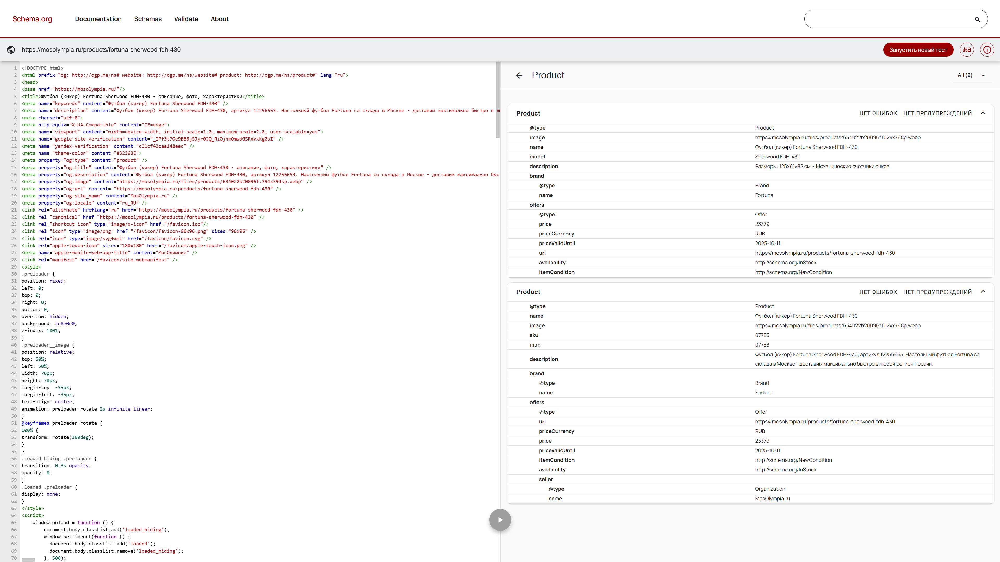 Schema.org
Documentation
Schemas
Validate
About
https://mosolympia.ru/products/fortuna-sherwood-fdh-430
Запустить новый тест
あa
1 <!DOCTYPE html>
2 <html prefix="og: http://ogp.me/ns# website: http://ogp.me/ns/website# product: http://ogp.me/ns/product#" lang="ru">
3 <head>
4 <base href="https://mosolympia.ru/"/>
5 <title>Футбол (кикер) Fortuna Sherwood FDH-430 - описание, фото, характеристики</title>
6 <meta name="keywords" content="Футбол (кикер) Fortuna Sherwood FDH-430" />
7 <meta name="description" content="Футбол (кикер) Fortuna Sherwood FDH-430, артикул 12256653. Настольный футбол Fortuna со склада в Москве - доставим максимально быстро в
8 <meta charset="utf-8">
9 <meta http-equiv="X-UA-Compatible" content="IE=edge">
10 <meta name="viewport" content="width=device-width, initial-scale=1.0, maximum-scale=2.0, user-scalable=yes">
11 <meta name="google-site-verification" content="_IPf3t7Oe9BB6jSJyr0JQ_RiOjhmOmwdGSRxVxKg0sI" />
12 <meta name="yandex-verification" content="c21cf43caa148eec" />
13 <meta name="theme-color" content="#32363E">
14 <meta property="og:type" content="product" />
15 <meta property="og:title" content="Футбол (кикер) Fortuna Sherwood FDH-430 - описание, фото, характеристики" />
16 <meta property="og:description" content="Футбол (кикер) Fortuna Sherwood FDH-430, артикул 12256653. Настольный футбол Fortuna со склада в Москве - доставим максимально быст
17 <meta property="og:image" content="https://mosolympia.ru/files/products/634022b20096f.394x394sp.webp" />
18 <meta property="og:url" content= "https://mosolympia.ru/products/fortuna-sherwood-fdh-430" />
19 <meta property="og:site_name" content="MosOlympia.ru" />
20 <meta property="og:locale" content="ru_RU" />
21 <link rel="alternate" hreflang="ru" href="https://mosolympia.ru/products/fortuna-sherwood-fdh-430" />
22 <link rel="canonical" href="https://mosolympia.ru/products/fortuna-sherwood-fdh-430" />
23 <link rel="shortcut icon" type="image/x-icon" href="/favicon.ico"/>
24 <link rel="icon" type="image/png" href="/favicon/favicon-96x96.png" sizes="96x96" />
25 <link rel="icon" type="image/svg+xml" href="/favicon/favicon.svg" />
26 <link rel="apple-touch-icon" sizes="180x180" href="/favicon/apple-touch-icon.png" />
27 <meta name="apple-mobile-web-app-title" content="МосОлимпия" />
28 <link rel="manifest" href="/favicon/site.webmanifest" />
29 <style>
30 .preloader {
31 position: fixed;
32 left: 0;
33 top: 0;
34 right: 0;
35 bottom: 0;
36 overflow: hidden;
37 background: #e0e0e0;
38 z-index: 1001;
39 }
40 .preloader__image {
41 position: relative;
42 top: 50%;
43 left: 50%;
44 width: 70px;
45 height: 70px;
46 margin-top: -35px;
47 margin-left: -35px;
48 text-align: center;
49 animation: preloader-rotate 2s infinite linear;
50 }
51 @keyframes preloader-rotate {
52 100% {
53 transform: rotate(360deg);
54 }
55 }
56 .loaded_hiding .preloader {
57 transition: 0.3s opacity;
58 opacity: 0;
59 }
60 .loaded .preloader {
61 display: none;
62 }
63 </style>
64 <script>
65 window.onload = function () {
66 document.body.classList.add('loaded_hiding');
67 window.setTimeout(function () {
68 document.body.classList.add('loaded');
69 document.body.classList.remove('loaded_hiding');
70 }, 500);
Product
All (2)
Product НЕТ ОШИБОК НЕТ ПРЕДУПРЕЖДЕНИЙ
@type Product
image https://mosolympia.ru/files/products/634022b20096f.1024x768p.webp
name Футбол (кикер) Fortuna Sherwood FDH-430
model Sherwood FDH-430
description Размеры: 125x61x82 см • Механические счетчики очков
brand
@type Brand
name Fortuna
offers
@type Offer
price 23379
priceCurrency RUB
priceValidUntil 2025-10-11
url https://mosolympia.ru/products/fortuna-sherwood-fdh-430
availability http://schema.org/InStock
itemCondition http://schema.org/NewCondition
Product НЕТ ОШИБОК НЕТ ПРЕДУПРЕЖДЕНИЙ
@type Product
name Футбол (кикер) Fortuna Sherwood FDH-430
image https://mosolympia.ru/files/products/634022b20096f.1024x768p.webp
sku 07783
mpn 07783
description Футбол (кикер) Fortuna Sherwood FDH-430, артикул 12256653. Настольный футбол Fortuna со
склада в Москве - доставим максимально быстро в любой регион России.
brand
@type Brand
name Fortuna
offers
@type Offer
url https://mosolympia.ru/products/fortuna-sherwood-fdh-430
priceCurrency RUB
price 23379
priceValidUntil 2025-10-11
itemCondition http://schema.org/NewCondition
availability http://schema.org/InStock
seller
@type Organization
name MosOlympia.ru